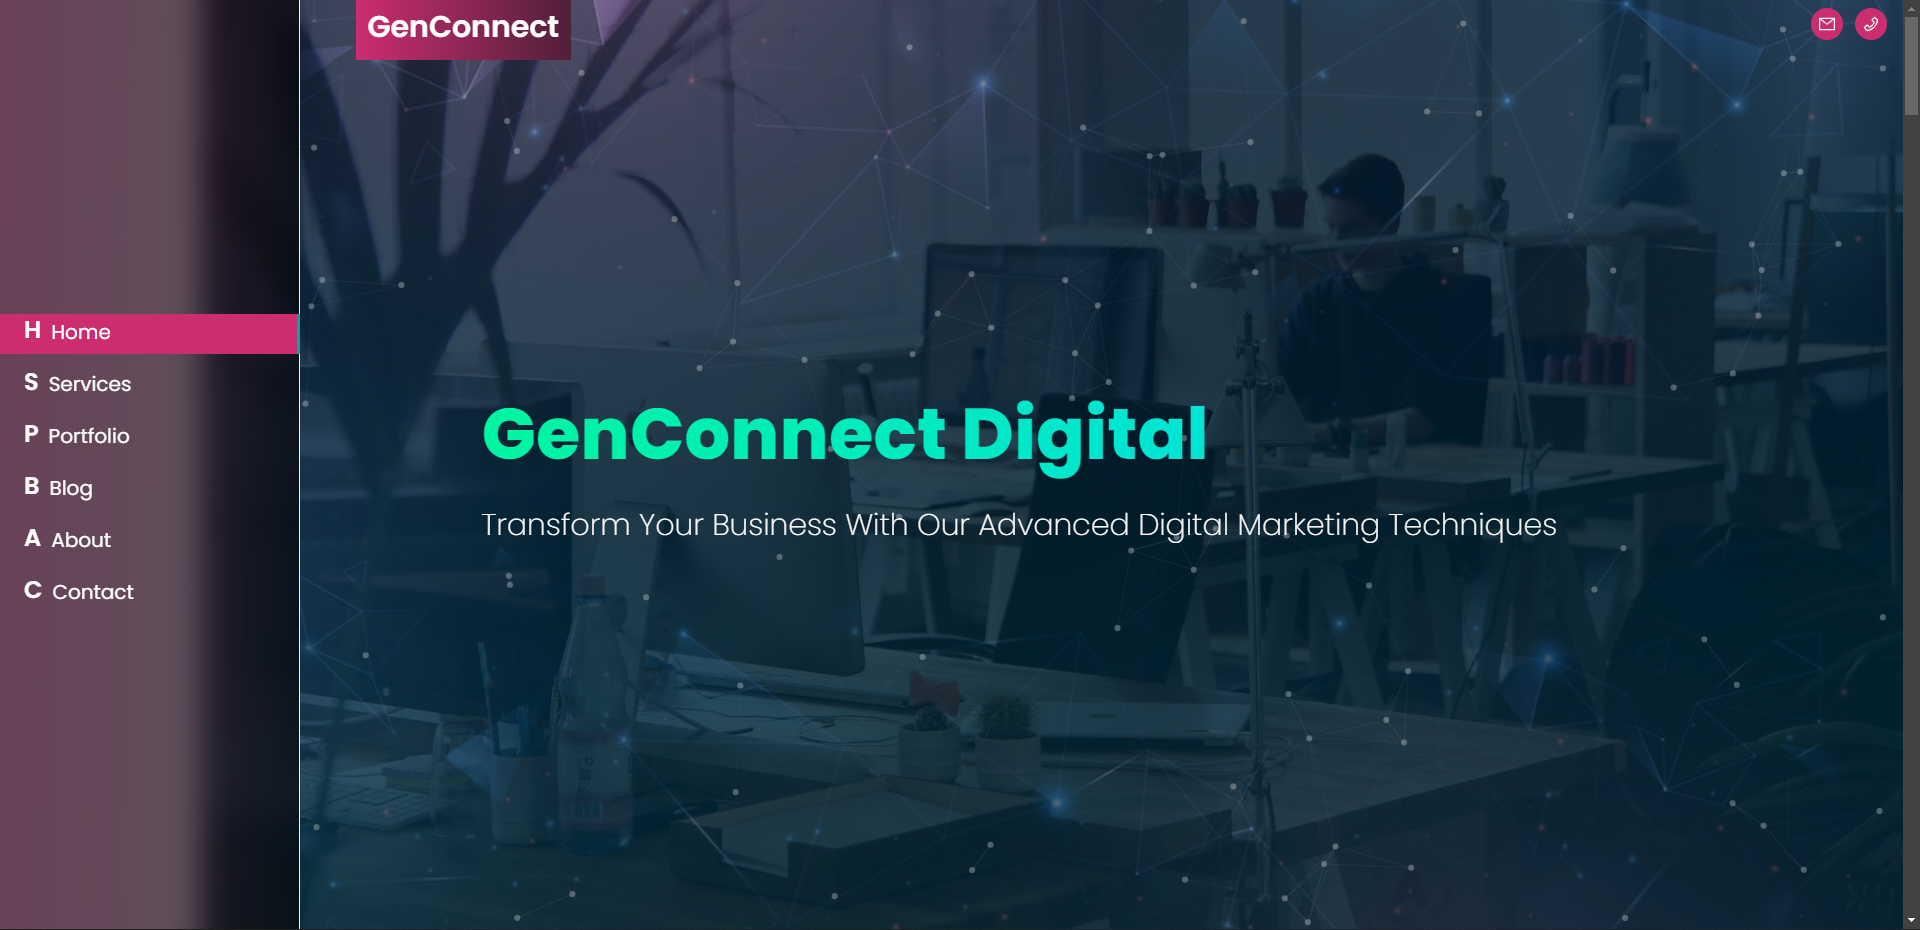 GenConnect
H Home
S Services
P Portfolio
B Blog
A About
C Contact
GenConnect Digital
Transform Your Business With Our Advanced Digital Marketing Techniques